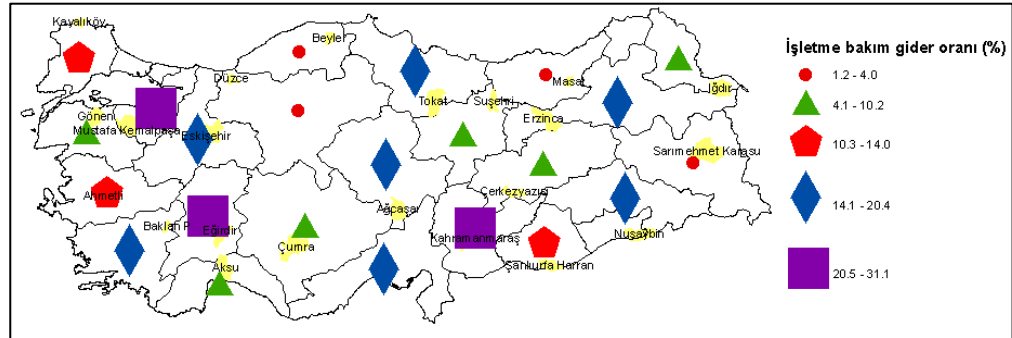 Kayalıköy
Beyler
İşletme bakım gider oranı (%)
Düzce
Masat
1.2 - 4.0
Iğdır
Gönen
Tokat
Suşehri
4.1 - 10.2
Mustafa Kemalpaşa
Eskişehir
Erzinca
Sarımehmet Karasu
10.3 - 14.0
Ahmetli
Çerkezyazısı
Ağcaşar
14.1 - 20.4
Baklan
Eğirdir
Kahramanmaraş
Nusaybin
Çumra
Aksu
Şanlıurfa Harran
20.5 - 31.1